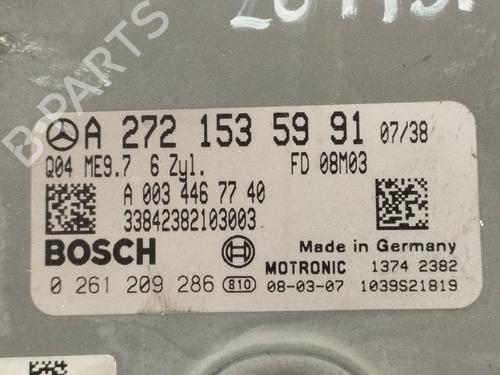 A 272 153 59 91 07/38
Q04 ME9.7 6 Zyl. FD 08M03
A 003 446 77 40
33842382103003
BOSCH
Made in Germany
MOTRONIC 1374 2382
0 261 209 286 810 08-03-07 1039S21819
B-PARTS